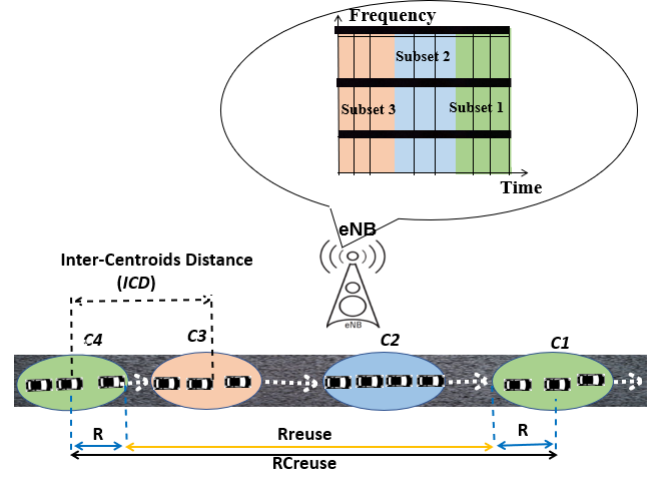 Frequency
Subset 2
Subset 3
Subset 1
Time
eNB
Inter-Centroids Distance
(ICD)
eNB
C4
C3
C2
C1
R
Rreuse
R
RCreuse